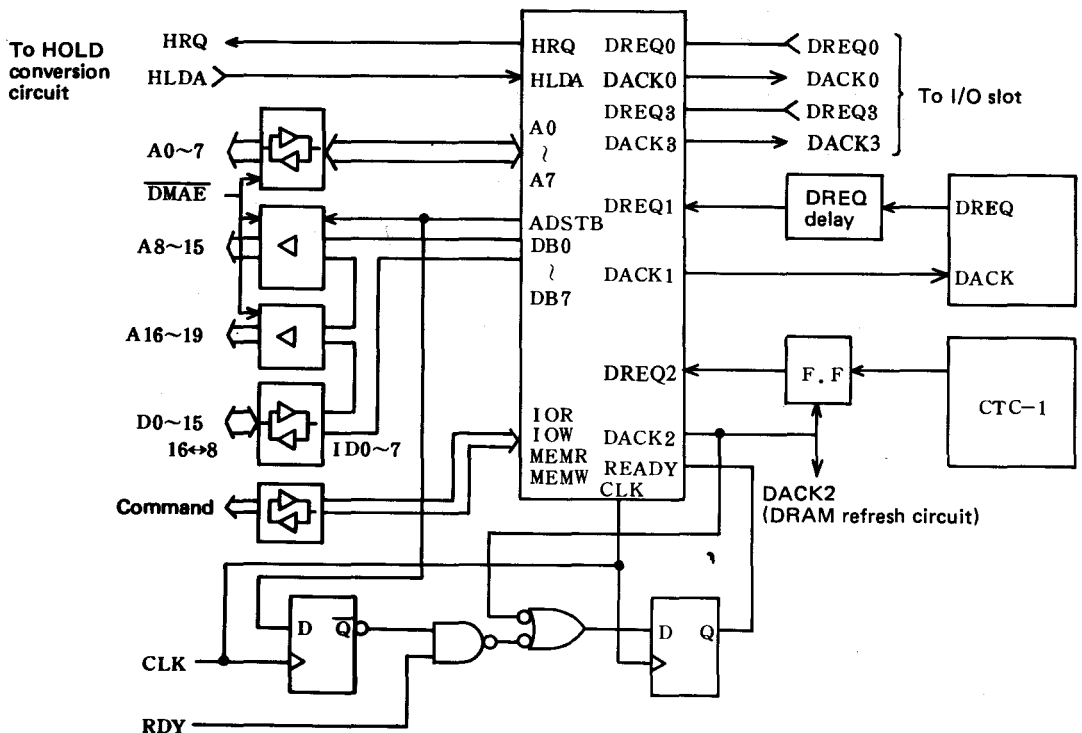 To HOLD
conversion
circuit
HRQ
HLDA
A0~7
DMAE
A8~15
A16~19
D0~15
16↔8
ID0~7
Command
HRQ
HLDA
A0
~
A7
ADSTB
DB0
~
DB7
IOR
IOW
MEMR
MEMW
CLK
DREQ0
DACK0
DREQ3
DACK3
DREQ1
DACK1
DREQ2
DACK2
READY
DREQ0
DACK0
DREQ3
DACK3
To I/O slot
DREQ
delay
DREQ
DACK
F.F
CTC-1
DACK2
(DRAM refresh circuit)
D
Q
D
Q
CLK
RDY